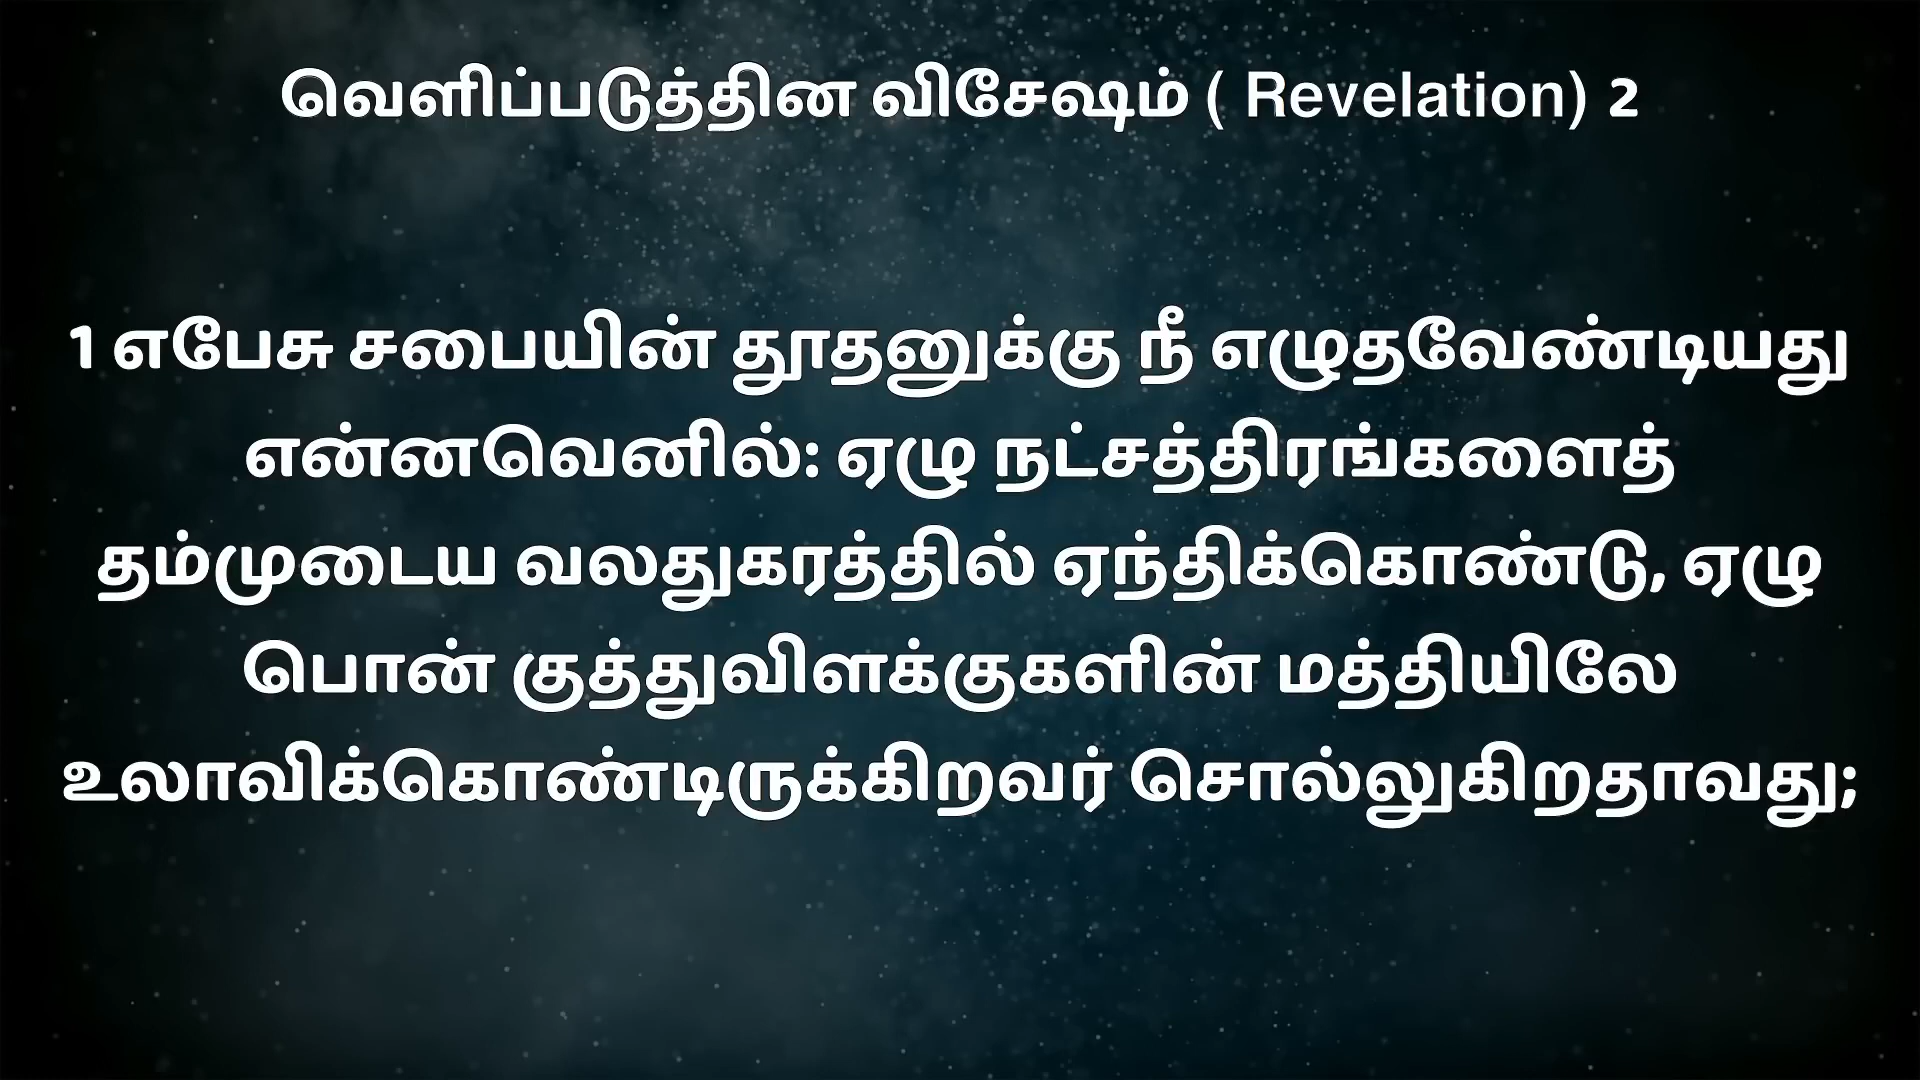 வெளிப்படுத்தின விசேஷம் ( Revelation) 2
1 எபேசு சபையின் தூதனுக்கு நீ எழுதவேண்டியது
என்னவெனில்: ஏழு நட்சத்திரங்களைத்
தம்முடைய வலதுகரத்தில் ஏந்திக்கொண்டு, ஏழு
பொன் குத்துவிளக்குகளின் மத்தியிலே
உலாவிக்கொண்டிருக்கிறவர் சொல்லுகிறதாவது;